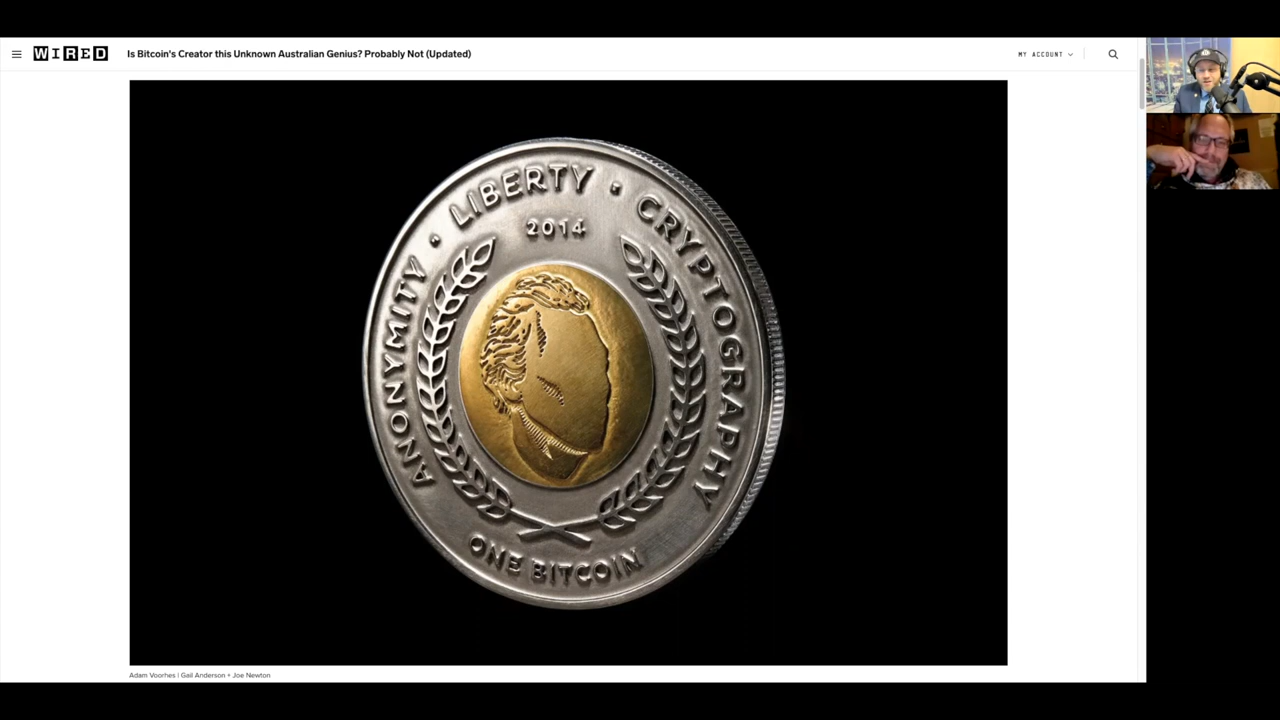 WIRED
Is Bitcoin's Creator this Unknown Australian Genius? Probably Not (Updated)
MY ACCOUNT
ANONYMITY · LIBERTY · CRYPTOGRAPHY
2014
ONE BITCOIN
Adam Voorhes | Gail Anderson + Joe Newton